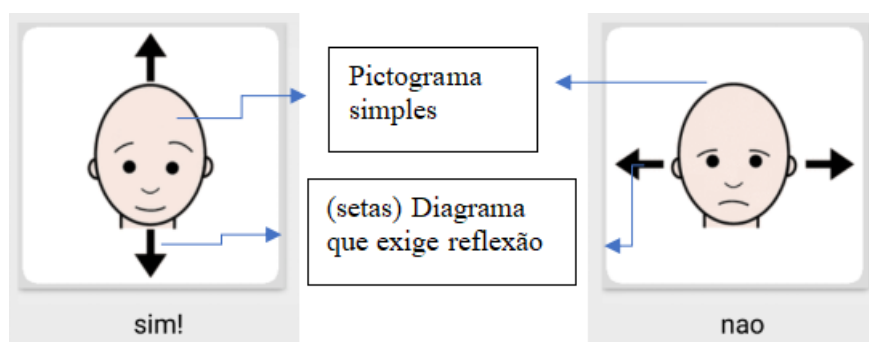 Pictograma
simples
(setas) Diagrama
que exige reflexão
sim!
nao